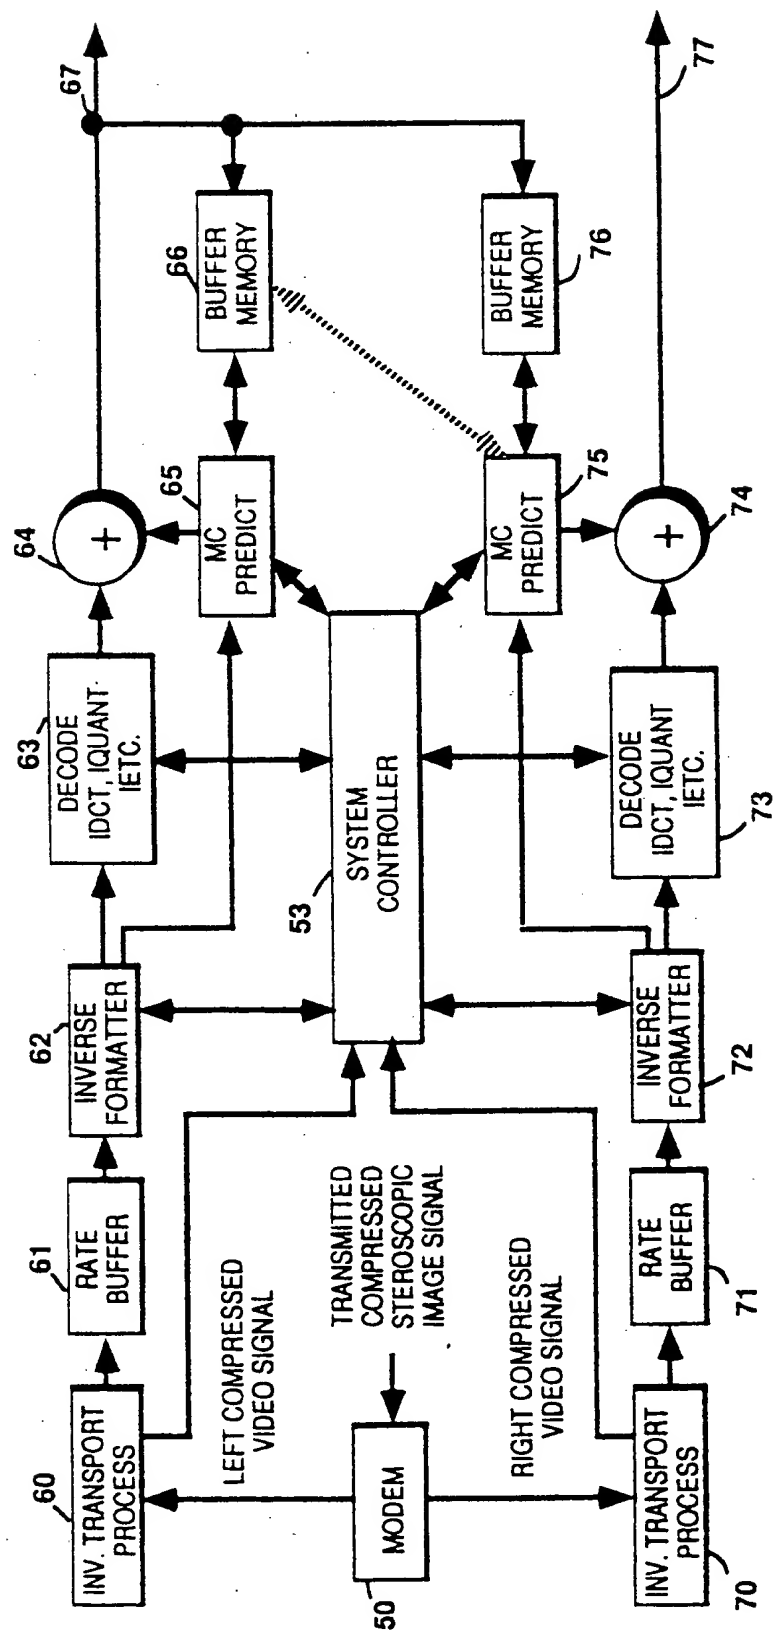 60
INV. TRANSPORT
PROCESS
61
RATE
BUFFER
62
INVERSE
FORMATTER
63
DECODE
IDCT, IQUANT
IETC.
64
+
67
65
MC
PREDICT
66
BUFFER
MEMORY
LEFT COMPRESSED
VIDEO SIGNAL
50
MODEM
TRANSMITTED
COMPRESSED
STEROSCOPIC
IMAGE SIGNAL
53
SYSTEM
CONTROLLER
RIGHT COMPRESSED
VIDEO SIGNAL
MC
PREDICT
75
BUFFER
MEMORY
76
INV. TRANSPORT
PROCESS
70
RATE
BUFFER
71
INVERSE
FORMATTER
72
DECODE
IDCT, IQUANT
IETC.
73
+
74
77